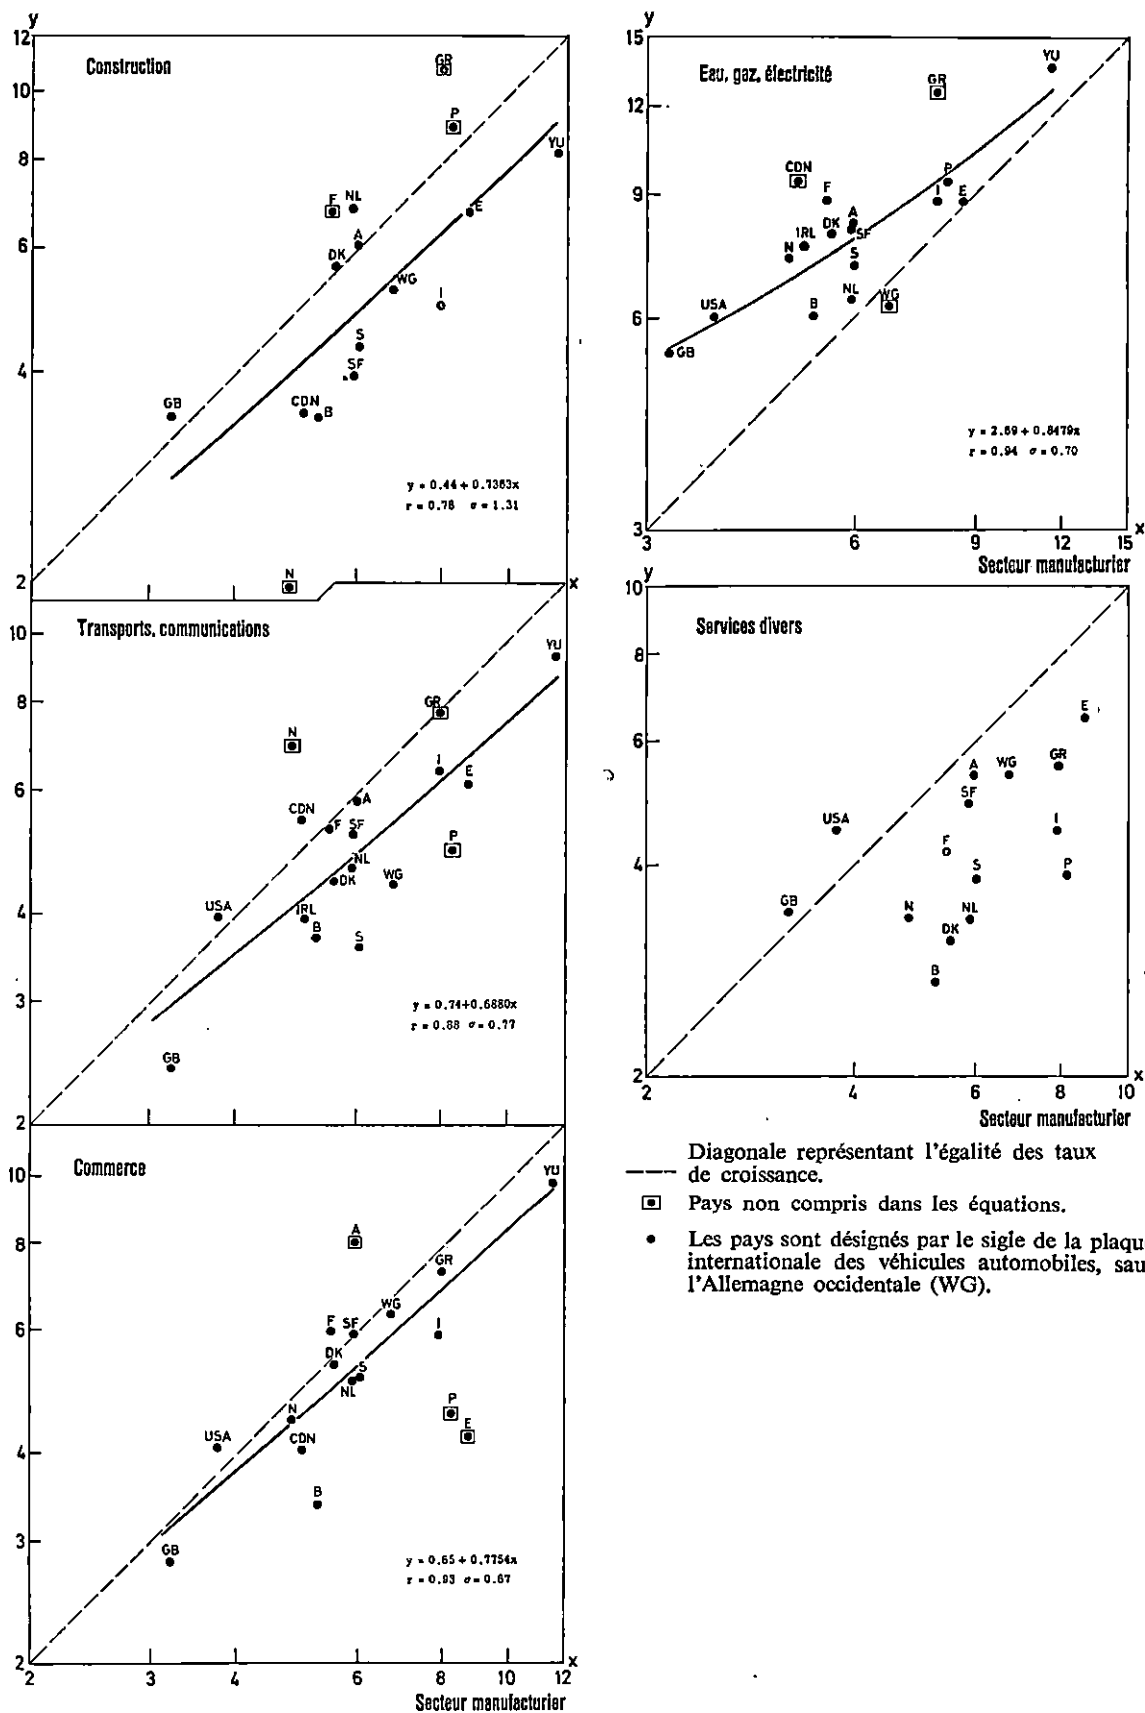 y
12
Construction
GR
10
P
8
YU
F
NL
E
6
A
DK
WG
I
S
4
SF
GB
CDN
B
y = 0.44 + 0.7363x
r = 0.78 σ = 1.31
2
N
x
Transports, communications
10
YU
8
GR
N
I
6
E
CDN
A
F
SF
P
NL
DK
WG
4
USA
IRL
B
S
3
y = 0.74+0.6880x
r = 0.88 σ = 0.77
GB
2
Commerce
10
YU
8
A
GR
WG
6
F
SF
I
DK
S
NL
P
N
E
4
USA
CDN
B
3
GB
y = 0.65 + 0.7754x
r = 0.93 σ = 0.67
2
x
2
3
4
6
8
10
12
Secteur manufacturier
y
15
Eau, gaz, électricité
YU
12
GR
CDN
P
9
F
I
E
A
DK
SF
IRL
N
S
NL
WG
6
USA
B
GB
y = 2.69 + 0.8479x
r = 0.94 σ = 0.70
3
x
3
6
9
12
15
Secteur manufacturier
y
10
Services divers
8
E
6
A
WG
GR
SF
USA
I
F
4
S
P
GB
N
NL
DK
B
2
x
2
4
6
8
10
Secteur manufacturier
Diagonale représentant l'égalité des taux
de croissance.
Pays non compris dans les équations.
Les pays sont désignés par le sigle de la plaqu
internationale des véhicules automobiles, sau
l'Allemagne occidentale (WG).